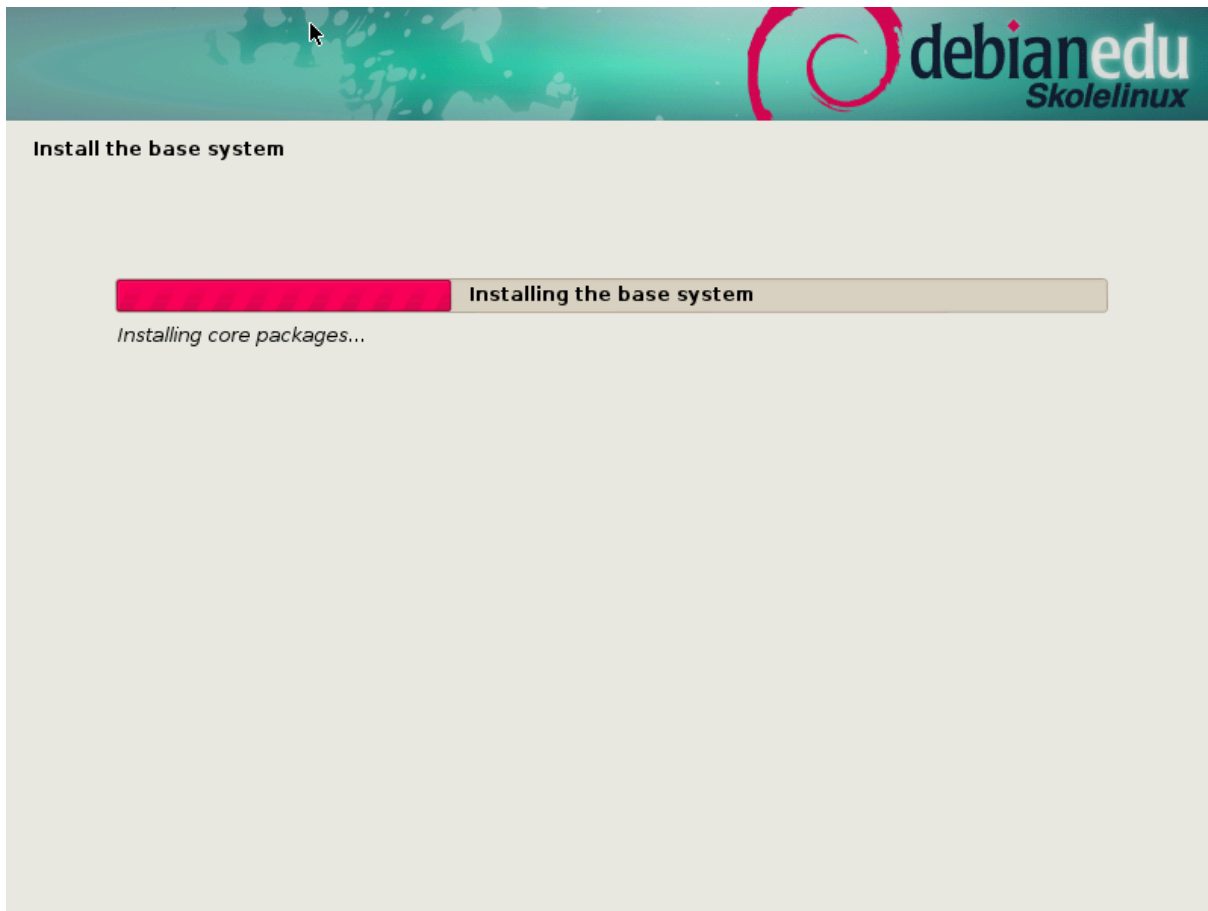 debianedu
Skolelinux
Install the base system
Installing the base system
Installing core packages...